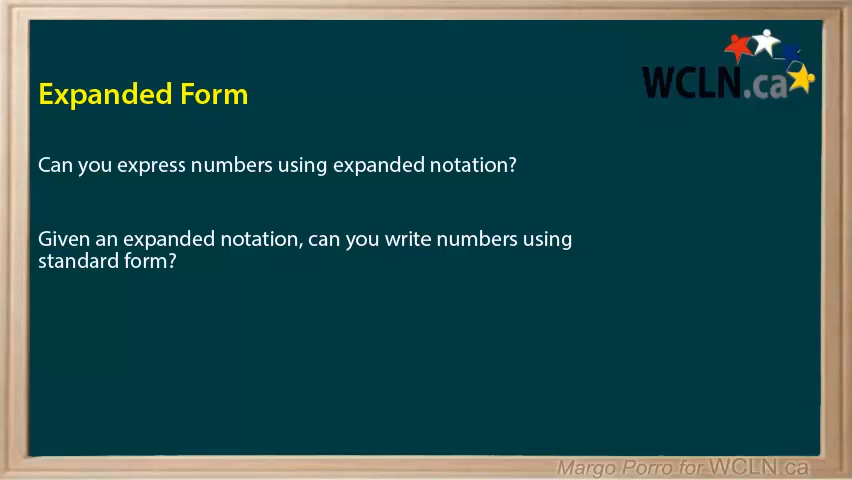 WCLN.ca
Expanded Form
Can you express numbers using expanded notation?
Given an expanded notation, can you write numbers using
standard form?
Margo Porro for WCLN.ca